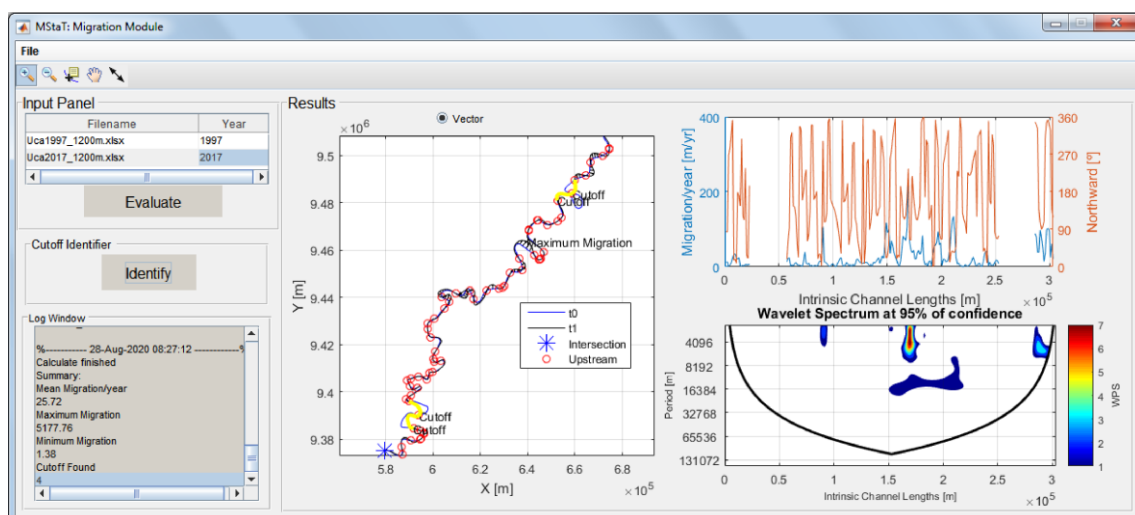 MStaT: Migration Module
File
Input Panel
Filename Year
Uca1997_1200m.xlsx 1997
Uca2017_1200m.xlsx 2017
Evaluate
Cutoff Identifier
Identify
Log Window
%------------ 28-Aug-2020 08:27:12 ------------%
Calculate finished
Summary:
Mean Migration/year
25.72
Maximum Migration
5177.76
Minimum Migration
1.38
Cutoff Found
4
Results
Vector
× 10^6
9.5
9.48
9.46
9.44
9.42
9.4
9.38
Y [m]
5.8 6 6.2 6.4 6.6 6.8
X [m]
× 10^5
Cutoff
Cutoff
Maximum Migration
Cutoff
Cutoff
t0
t1
Intersection
Upstream
400
200
0
Migration/year [m/yr]
360
270
180
90
0
Northward [º]
0 0.5 1 1.5 2 2.5 3
Intrinsic Channel Lengths [m]
× 10^5
Wavelet Spectrum at 95% of confidence
4096
8192
16384
32768
65536
131072
Period [m]
0 0.5 1 1.5 2 2.5 3
Intrinsic Channel Lengths [m]
× 10^5
7
6
5
4
3
2
1
WPS